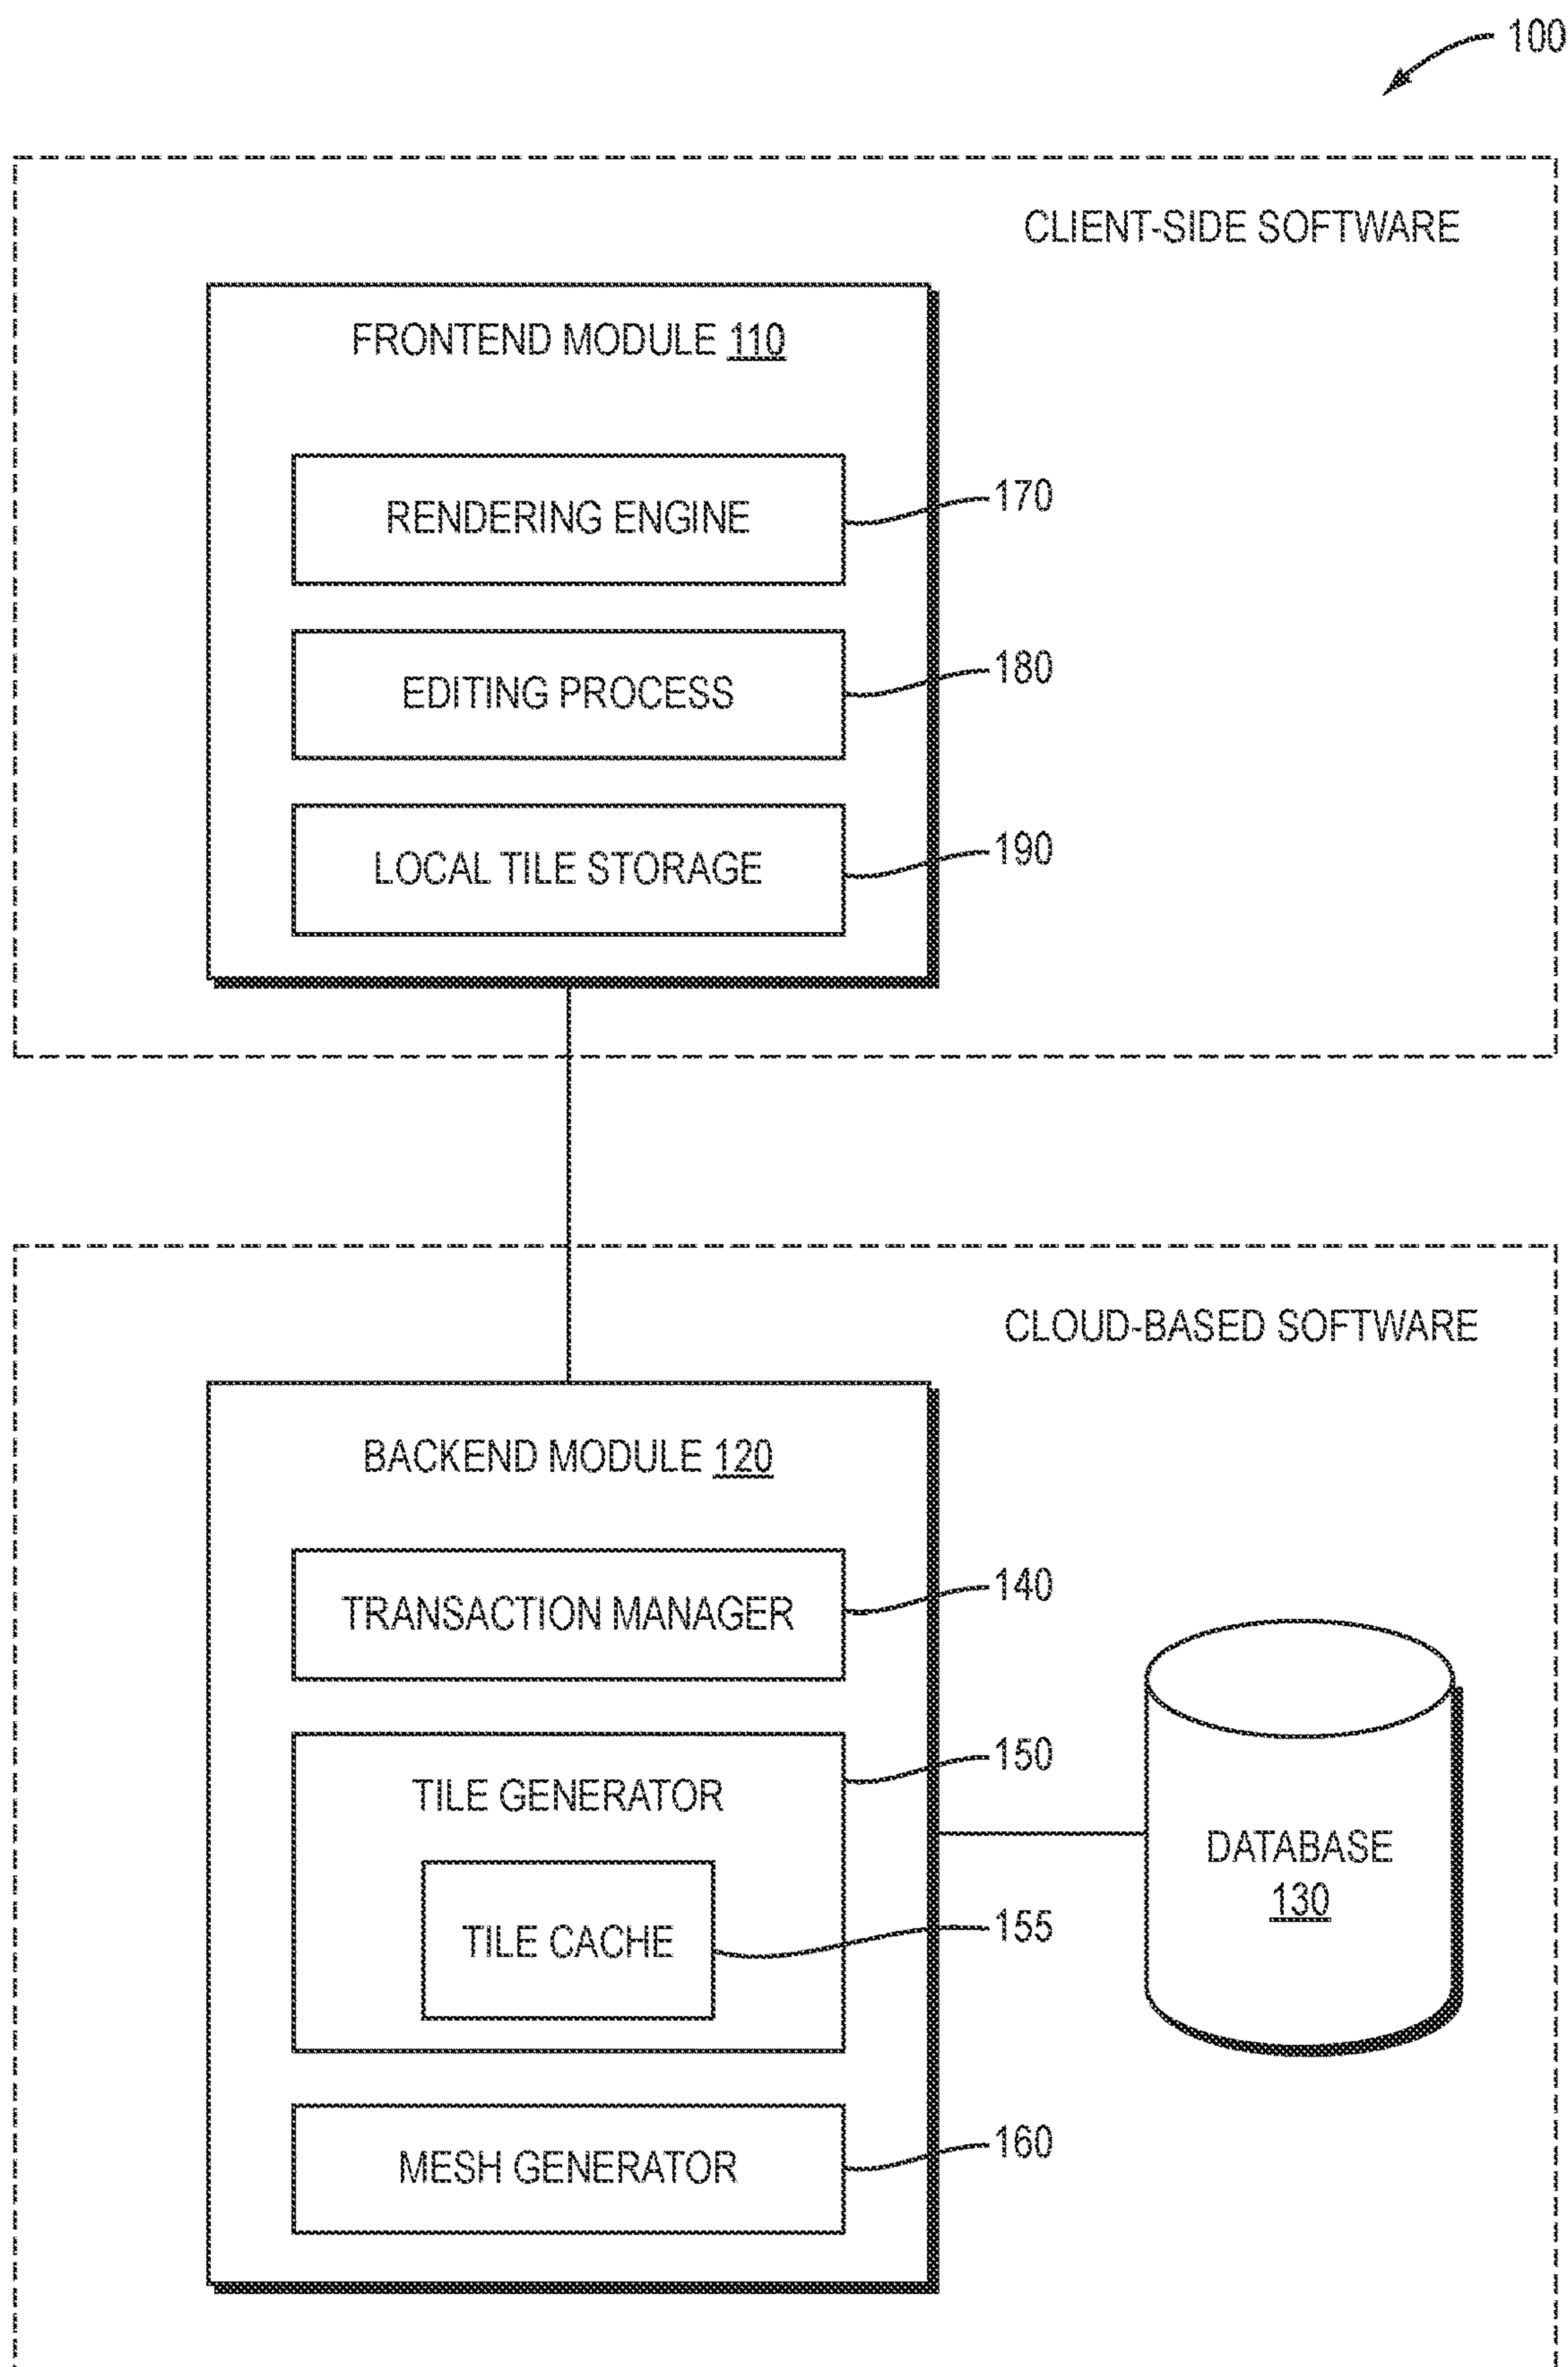 100
CLIENT-SIDE SOFTWARE
FRONTEND MODULE 110
RENDERING ENGINE
170
EDITING PROCESS
180
LOCAL TILE STORAGE
190
CLOUD-BASED SOFTWARE
BACKEND MODULE 120
TRANSACTION MANAGER
140
TILE GENERATOR
150
TILE CACHE
155
MESH GENERATOR
160
DATABASE
130